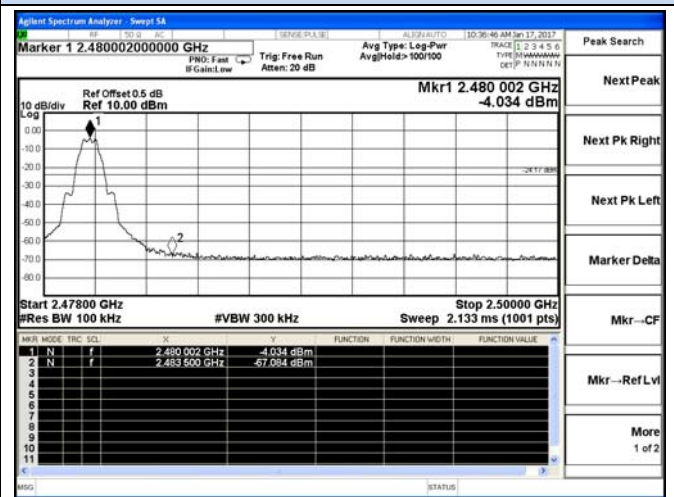 Agilent Spectrum Analyzer - Swept SA
RF 50 Ω AC SENSE:PULSE ALIGN AUTO 10:36:46 AM Jan 17, 2017
Marker 1 2.480002000000 GHz
PNO: Fast
IFGain:Low
Trig: Free Run
Atten: 20 dB
Avg Type: Log-Pwr
Avg|Hold:>100/100
TRACE 1 2 3 4 5 6
TYPE
DET P N N N N N
Peak Search
Next Peak
Next Pk Right
Next Pk Left
Marker Delta
Mkr→CF
Mkr→Ref Lvl
More
1 of 2
Mkr1 2.480 002 GHz
-4.034 dBm
Ref Offset 0.5 dB
10 dB/div Ref 10.00 dBm
Log
1
0.00
-10.0
-20.0
-24.17 dBm
-30.0
-40.0
-50.0
-60.0
2
-70.0
-80.0
Start 2.47800 GHz Stop 2.50000 GHz
#Res BW 100 kHz #VBW 300 kHz Sweep 2.133 ms (1001 pts)
MKR MODE TRC SCL X Y FUNCTION FUNCTION WIDTH FUNCTION VALUE
1 N f 2.480 002 GHz -4.034 dBm
2 N f 2.483 500 GHz -67.084 dBm
3
4
5
6
7
8
9
10
11
MSG STATUS